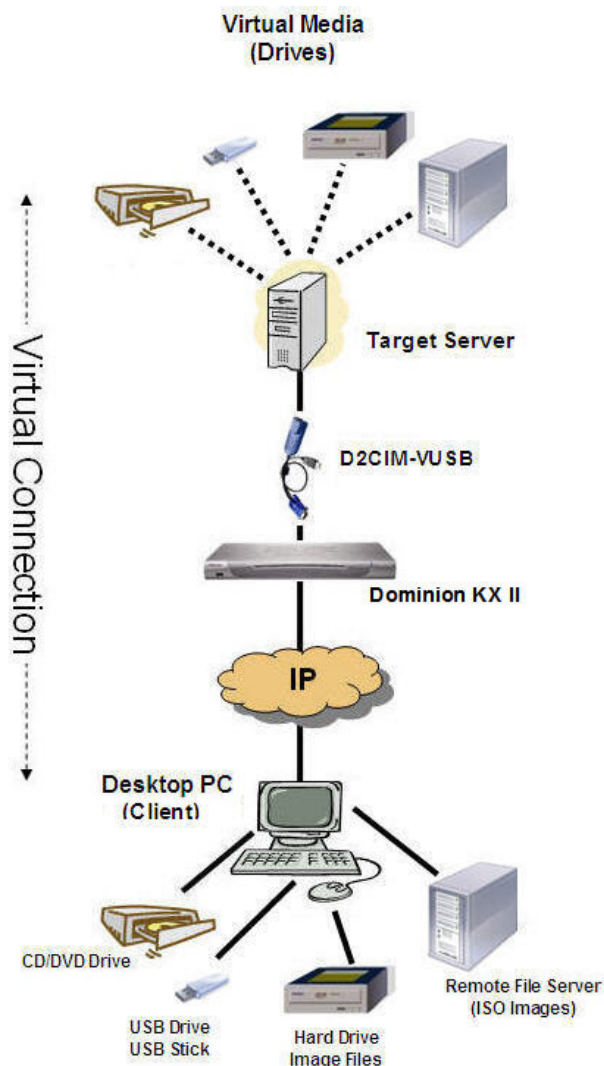 Virtual Media
(Drives)
Target Server
D2CIM-VUSB
Dominion KX II
Virtual Connection
IP
Desktop PC
(Client)
CD/DVD Drive
USB Drive
USB Stick
Hard Drive
Image Files
Remote File Server
(ISO Images)